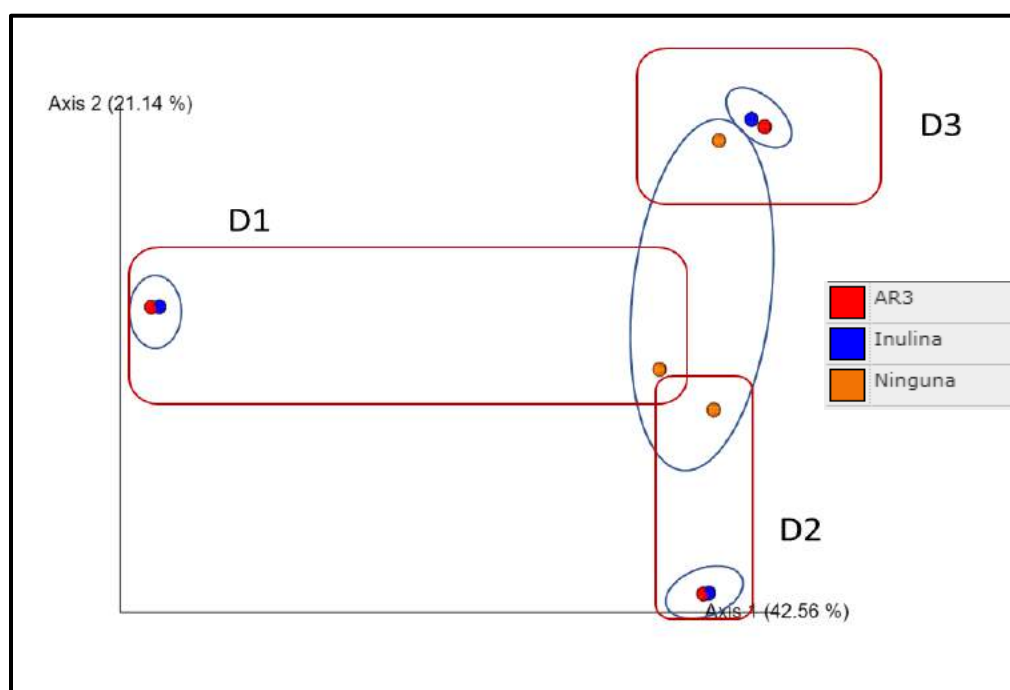 Axis 2 (21.14 %)
D3
D1
AR3
Inulina
Ninguna
D2
Axis 1 (42.56 %)